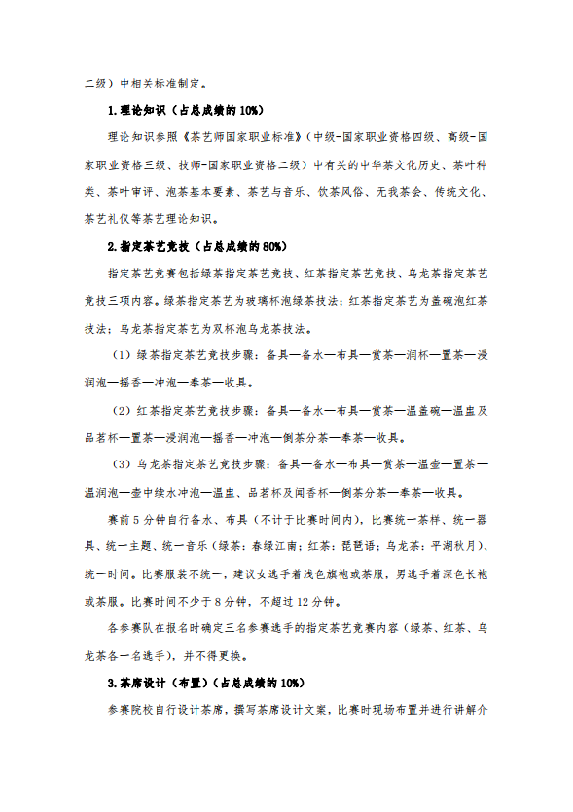 二级）中相关标准制定。
1.理论知识（占总成绩的10%）
理论知识参照《茶艺师国家职业标准》（中级-国家职业资格四级、高级-国
家职业资格三级、技师-国家职业资格二级）中有关的中华茶文化历史、茶叶种
类、茶叶审评、泡茶基本要素、茶艺与音乐、饮茶风俗、无我茶会、传统文化、
茶艺礼仪等茶艺理论知识。
2.指定茶艺竞技（占总成绩的80%）
指定茶艺竞赛包括绿茶指定茶艺竞技、红茶指定茶艺竞技、乌龙茶指定茶艺
竞技三项内容。绿茶指定茶艺为玻璃杯泡绿茶技法；红茶指定茶艺为盖碗泡红茶
技法；乌龙茶指定茶艺为双杯泡乌龙茶技法。
（1）绿茶指定茶艺竞技步骤：备具—备水—布具—赏茶—润杯—置茶—浸
润泡—摇香—冲泡—奉茶—收具。
（2）红茶指定茶艺竞技步骤：备具—备水—布具—赏茶—温盖碗—温盅及
品茗杯—置茶—浸润泡—摇香—冲泡—倒茶分茶—奉茶—收具。
（3）乌龙茶指定茶艺竞技步骤：备具—备水—布具—赏茶—温壶—置茶—
温润泡—壶中续水冲泡—温盅、品茗杯及闻香杯—倒茶分茶—奉茶—收具。
赛前5分钟自行备水、布具（不计于比赛时间内），比赛统一茶样、统一器
具、统一主题、统一音乐（绿茶：春绿江南；红茶：琵琶语；乌龙茶：平湖秋月）、
统一时间。比赛服装不统一，建议女选手着浅色旗袍或茶服，男选手着深色长袍
或茶服。比赛时间不少于8分钟，不超过12分钟。
各参赛队在报名时确定三名参赛选手的指定茶艺竞赛内容（绿茶、红茶、乌
龙茶各一名选手），并不得更换。
3.茶席设计（布置）（占总成绩的10%）
参赛院校自行设计茶席，撰写茶席设计文案，比赛时现场布置并进行讲解介